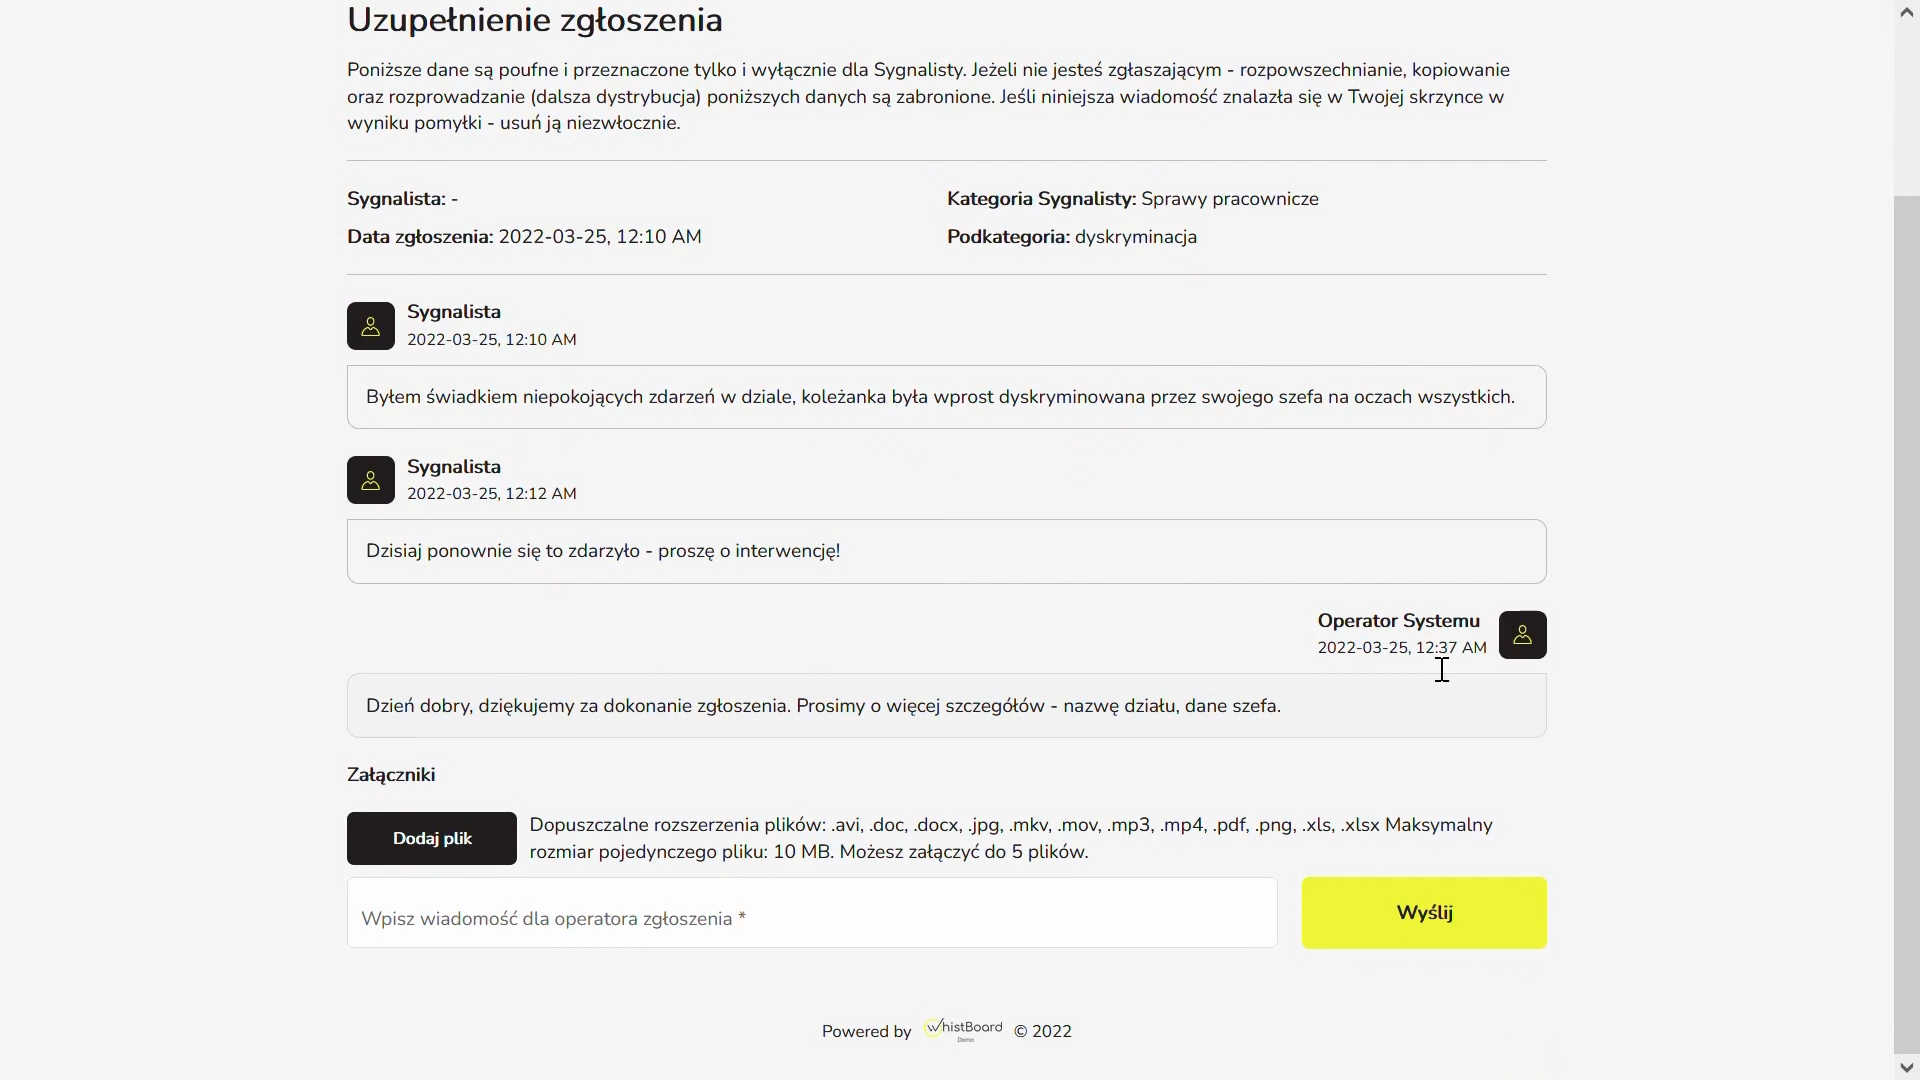 Uzupełnienie zgłoszenia
Poniższe dane są poufne i przeznaczone tylko i wyłącznie dla Sygnalisty. Jeżeli nie jesteś zgłaszającym - rozpowszechnianie, kopiowanie
oraz rozprowadzanie (dalsza dystrybucja) poniższych danych są zabronione. Jeśli niniejsza wiadomość znalazła się w Twojej skrzynce w
wyniku pomyłki - usuń ją niezwłocznie.
Sygnalista: -
Kategoria Sygnalisty: Sprawy pracownicze
Data zgłoszenia: 2022-03-25, 12:10 AM
Podkategoria: dyskryminacja
Sygnalista
2022-03-25, 12:10 AM
Byłem świadkiem niepokojących zdarzeń w dziale, koleżanka była wprost dyskryminowana przez swojego szefa na oczach wszystkich.
Sygnalista
2022-03-25, 12:12 AM
Dzisiaj ponownie się to zdarzyło - proszę o interwencję!
Operator Systemu
2022-03-25, 12:37 AM
Dzień dobry, dziękujemy za dokonanie zgłoszenia. Prosimy o więcej szczegółów - nazwę działu, dane szefa.
Załączniki
Dodaj plik
Dopuszczalne rozszerzenia plików: .avi, .doc, .docx, .jpg, .mkv, .mov, .mp3, .mp4, .pdf, .png, .xls, .xlsx Maksymalny
rozmiar pojedynczego pliku: 10 MB. Możesz załączyć do 5 plików.
Wpisz wiadomość dla operatora zgłoszenia *
Wyślij
Powered by WhistBoard © 2022
Demo